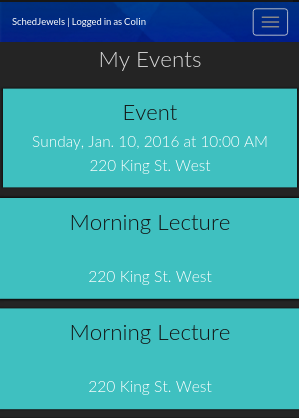 SchedJewels | Logged in as Colin
My Events
Event
Sunday, Jan. 10, 2016 at 10:00 AM
220 King St. West
Morning Lecture
220 King St. West
Morning Lecture
220 King St. West